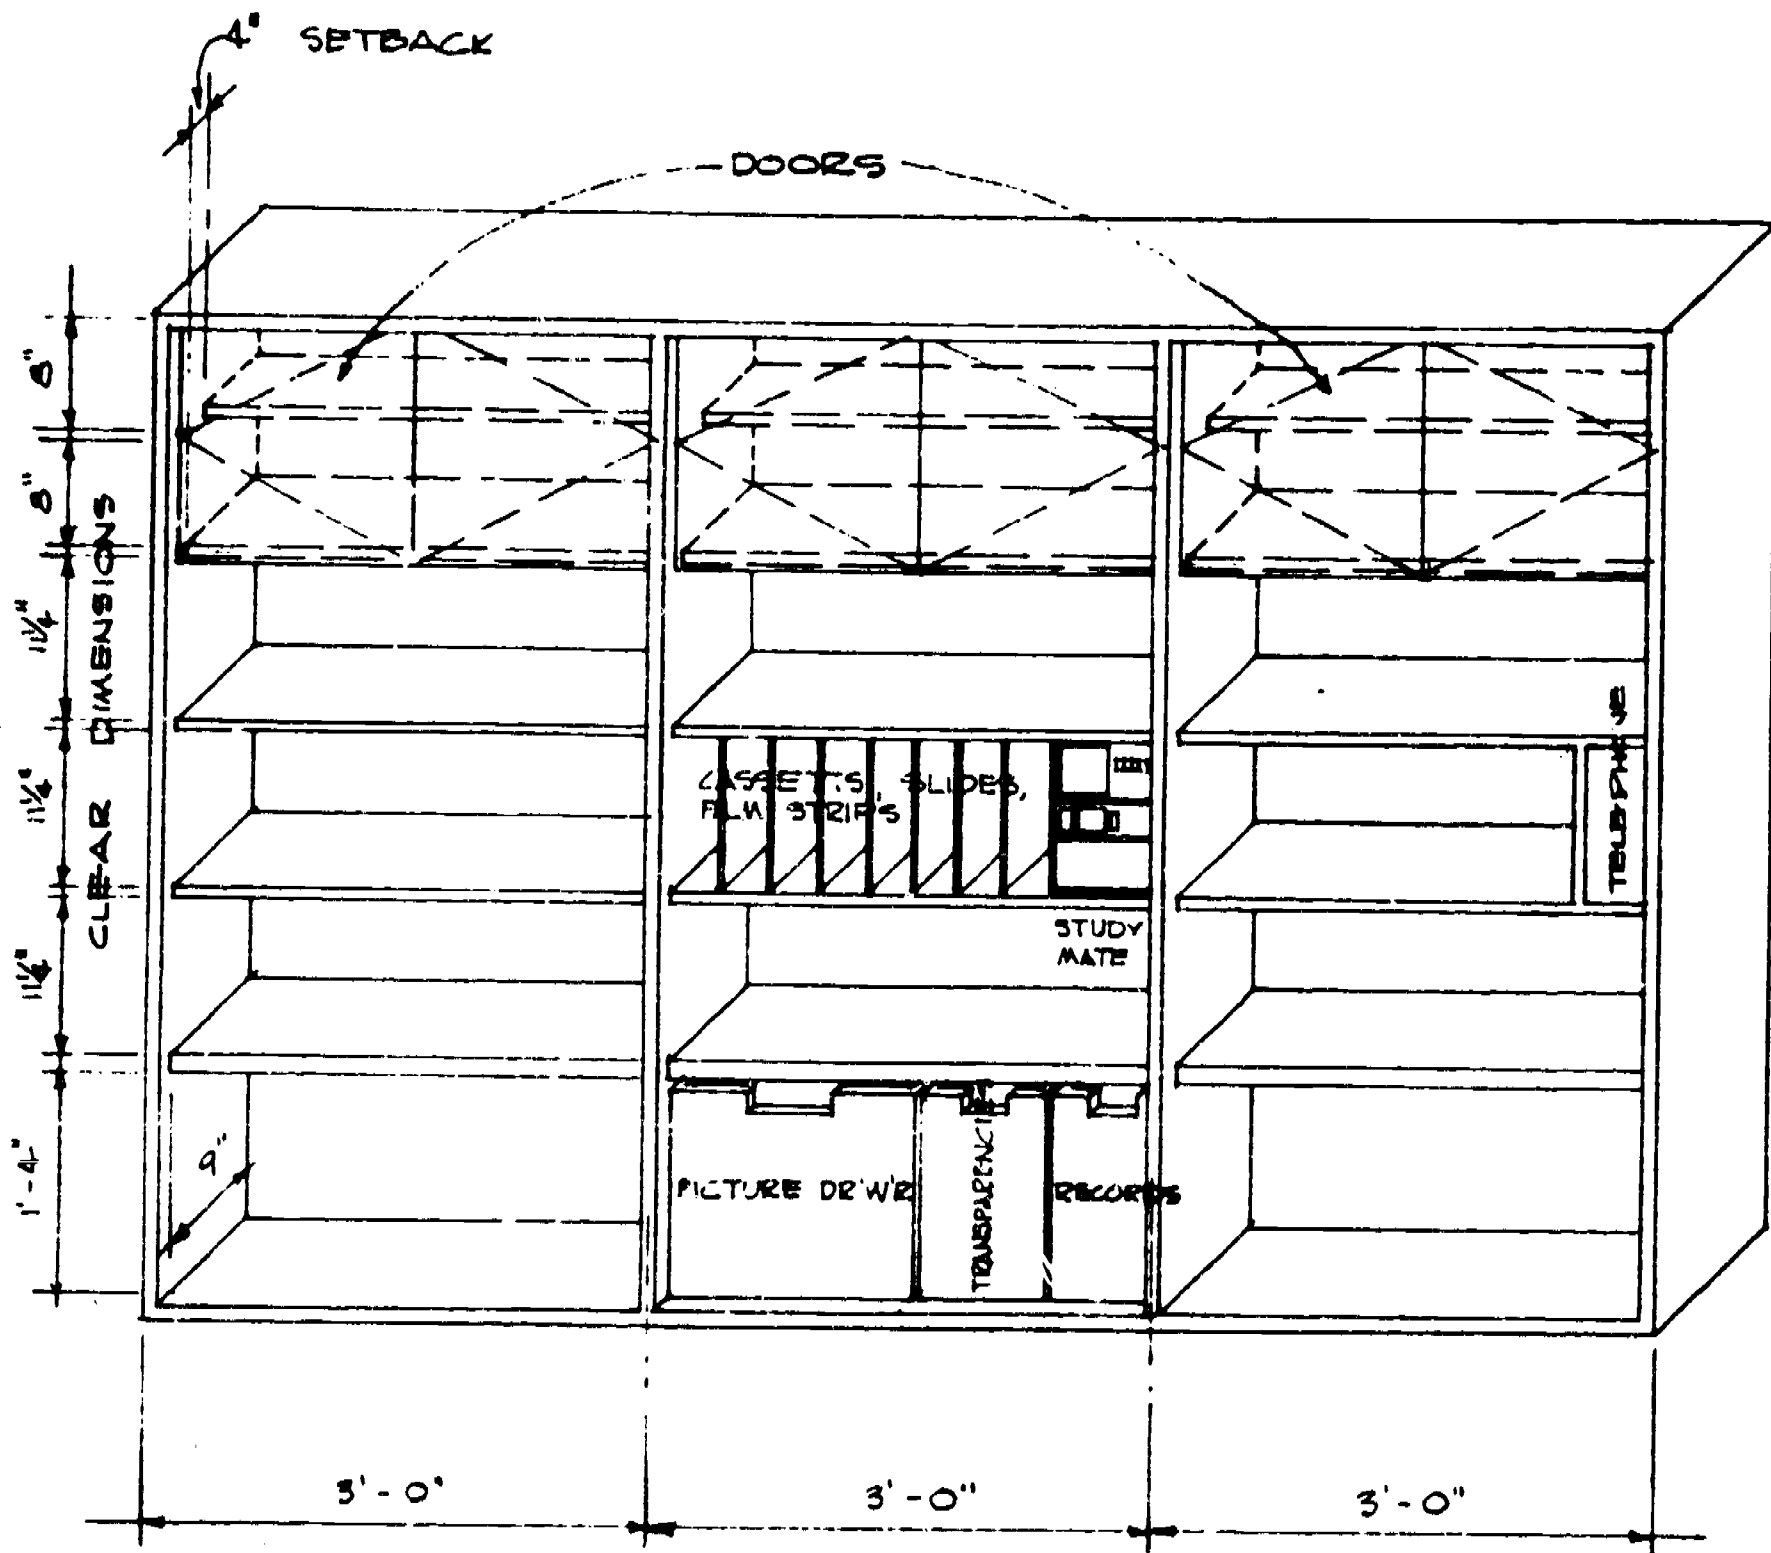 4" SETBACK
DOORS
8"
8"
11¼"
11¼"
11¼"
1'-4"
CLEAR DIMENSIONS
CASSETTS, SLIDES,
FILM STRIPS
TELEPHONE
STUDY
MATE
9"
PICTURE DR'W'R
RECORDS
3'-0"
3'-0"
3'-0"